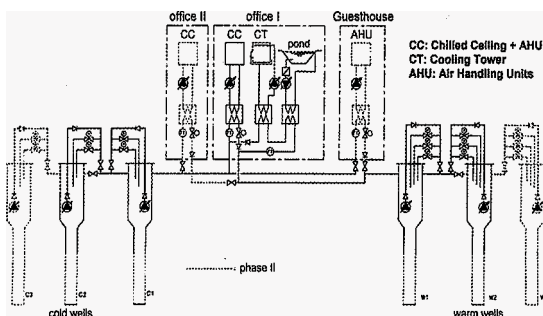 office II office I Guesthouse
CC CC CT pond AHU
CC: Chilled Ceiling + AHU
CT: Cooling Tower
AHU: Air Handling Units
phase II
C3 C2 C1 W1 W2
cold wells warm wells